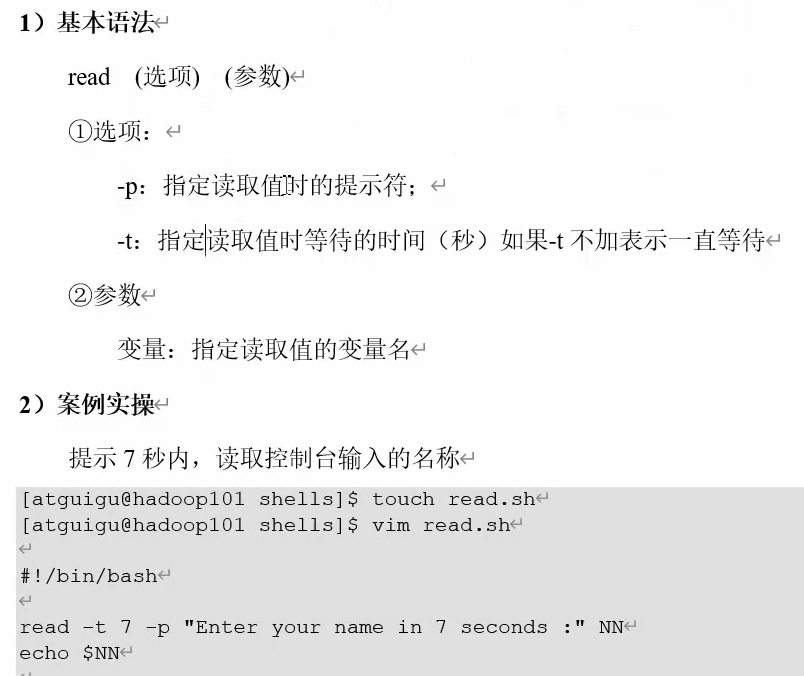 1）基本语法↵
read （选项） （参数）↵
①选项：↵
-p：指定读取值时的提示符；↵
-t：指定读取值时等待的时间（秒）如果-t 不加表示一直等待↵
②参数↵
变量：指定读取值的变量名↵
2）案例实操↵
提示 7 秒内，读取控制台输入的名称↵
[atguigu@hadoop101 shells]$ touch read.sh↵
[atguigu@hadoop101 shells]$ vim read.sh↵
↵
#!/bin/bash↵
↵
read -t 7 -p "Enter your name in 7 seconds :" NN↵
echo $NN↵